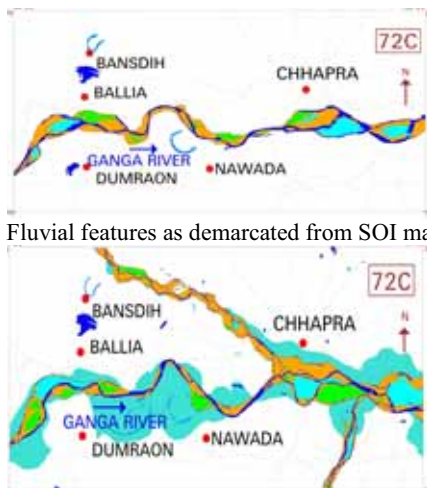 72C
BANSDIH
CHHAPRA
N
BALLIA
GANGA RIVER
NAWADA
DUMRAON
Fluvial features as demarcated from SOI ma
72C
BANSDIH
CHHAPRA
N
BALLIA
GANGA RIVER
NAWADA
DUMRAON